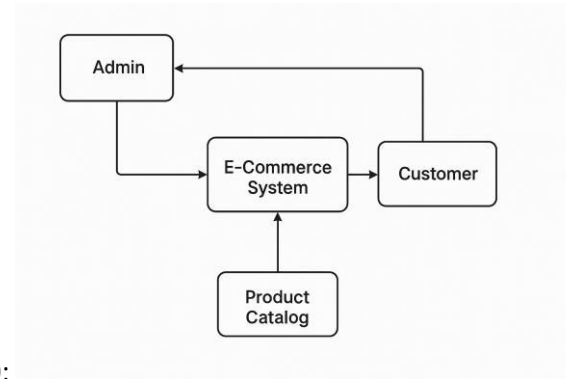 Admin
E-Commerce
System
Customer
Product
Catalog